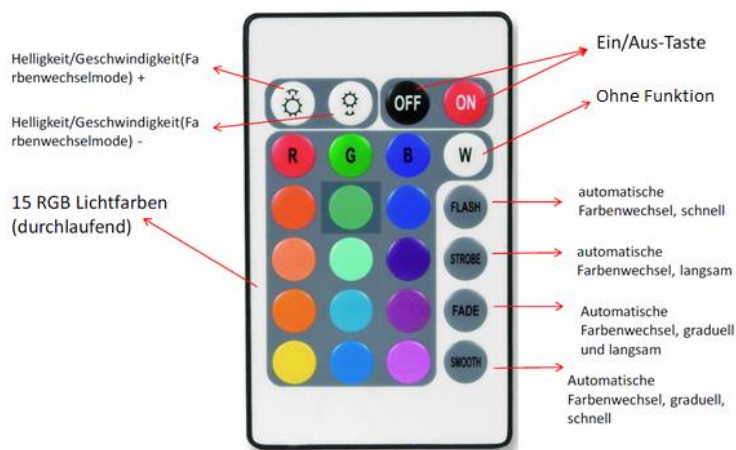 Helligkeit/Geschwindigkeit(Fa
rbenwechselmode) +
Helligkeit/Geschwindigkeit(Fa
rbenwechselmode) -
15 RGB Lichtfarben
(durchlaufend)
OFF
ON
R
G
B
W
FLASH
STROBE
FADE
SMOOTH
Ein/Aus-Taste
Ohne Funktion
automatische
Farbenwechsel, schnell
automatische
Farbenwechsel, langsam
Automatische
Farbenwechsel, graduell
und langsam
Automatische
Farbenwechsel, graduell,
schnell